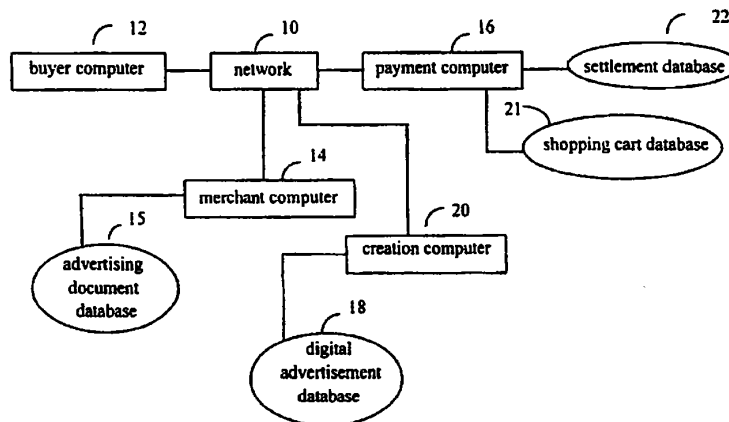 12
10
16
22
buyer computer
network
payment computer
settlement database
21
shopping cart database
14
merchant computer
15
20
advertising
document
database
creation computer
18
digital
advertisement
database